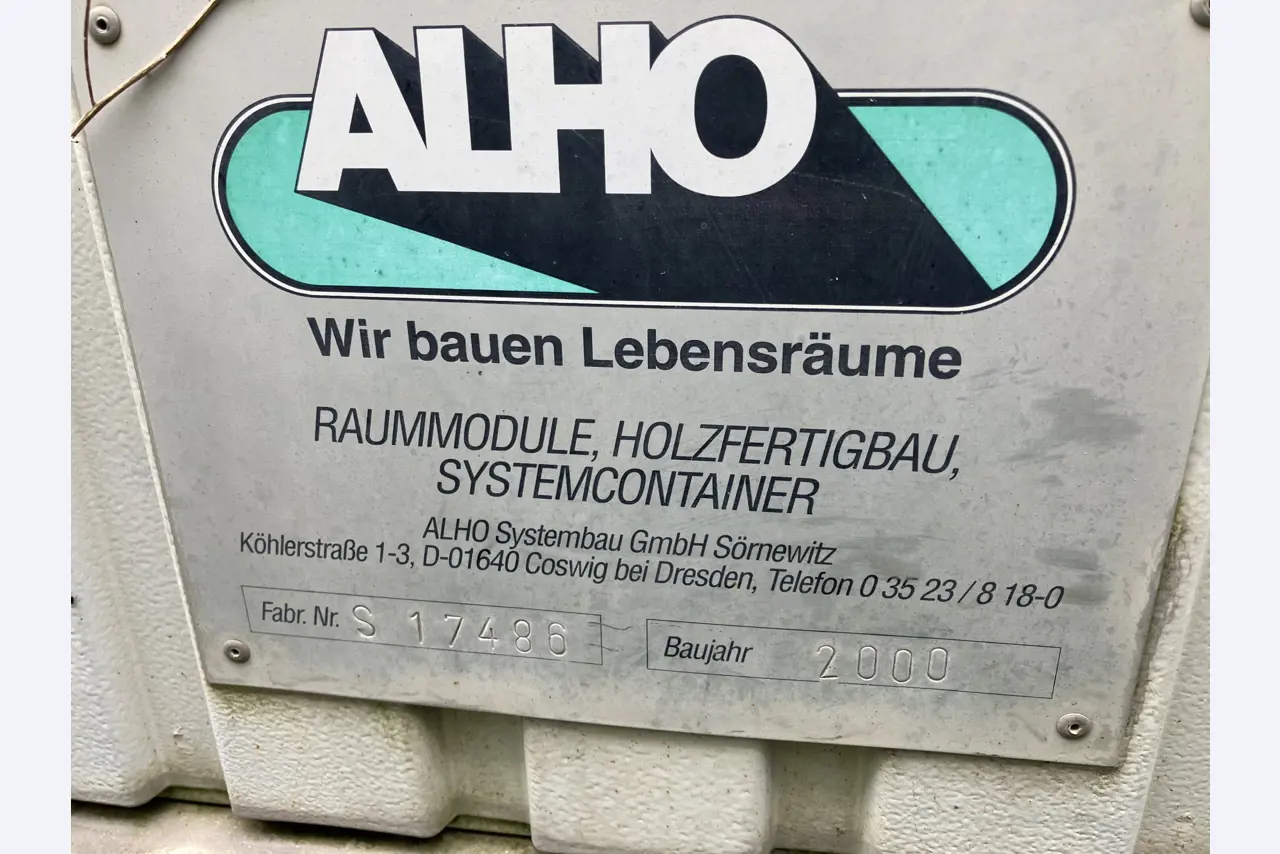 ALHO
Wir bauen Lebensräume
RAUMMODULE, HOLZFERTIGBAU,
SYSTEMCONTAINER
ALHO Systembau GmbH Sörnewitz
Köhlerstraße 1-3, D-01640 Coswig bei Dresden, Telefon 0 35 23 / 8 18-0
Fabr. Nr. S 17486 Baujahr 2000